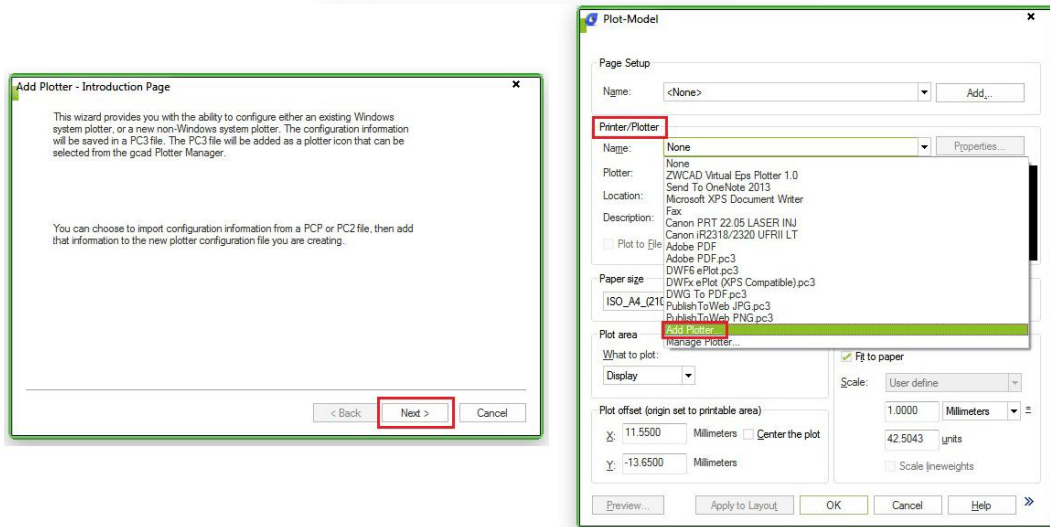 Add Plotter - Introduction Page
This wizard provides you with the ability to configure either an existing Windows
system plotter, or a new non-Windows system plotter. The configuration information
will be saved in a PC3 file. The PC3 file will be added as a plotter icon that can be
selected from the gcad Plotter Manager.
You can choose to import configuration information from a PCP or PC2 file, then add
that information to the new plotter configuration file you are creating.
< Back
Next >
Cancel
Plot-Model
Page Setup
Name:
<None>
Add...
Printer/Plotter
Name:
None
Properties...
None
ZWCAD Virtual Eps Plotter 1.0
Send To OneNote 2013
Microsoft XPS Document Writer
Fax
Canon PRT 22.05 LASER INJ
Canon iR2318/2320 UFRII LT
Adobe PDF
Adobe PDF.pc3
DWF6 ePlot.pc3
DWFx ePlot (XPS Compatible).pc3
DWG To PDF.pc3
PublishToWeb JPG.pc3
PublishToWeb PNG.pc3
Add Plotter...
Manage Plotter...
Plotter:
Location:
Description:
Plot to File
Paper size
ISO_A4_(210
Plot area
What to plot:
Display
Fit to paper
Scale:
User define
1.0000
Millimeters
=
42.5043
units
Scale lineweights
Plot offset (origin set to printable area)
X:
11.5500
Millimeters
Center the plot
Y:
-13.6500
Millimeters
Preview...
Apply to Layout
OK
Cancel
Help